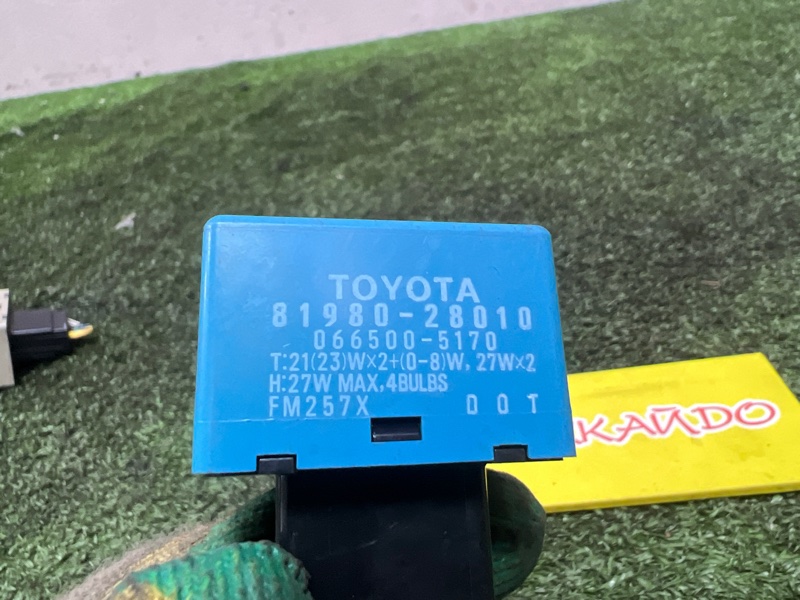 TOYOTA
81980-28010
066500-5170
T:21(23)W×2+(0-8)W, 27W×2
H:27W MAX,4BULBS
FM257X DOT
КАЙДО